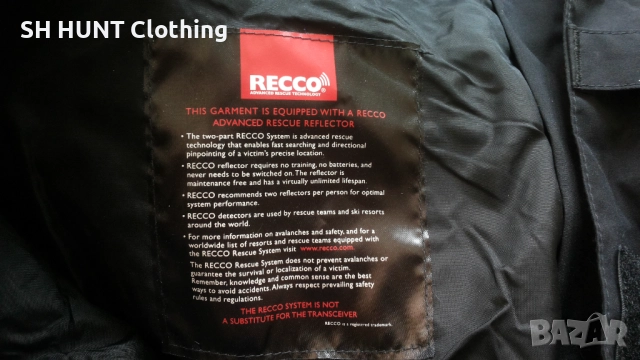 SH HUNT Clothing
RECCO®
ADVANCED RESCUE TECHNOLOGY
THIS GARMENT IS EQUIPPED WITH A RECCO
ADVANCED RESCUE REFLECTOR
• The two-part RECCO System is advanced rescue
technology that enables fast searching and directional
pinpointing of a victim's precise location.
• RECCO reflector requires no training, no batteries, and
never needs to be switched on. The reflector is
maintenance free and has a virtually unlimited lifespan.
• RECCO recommends two reflectors per person for optimal
system performance.
• RECCO detectors are used by rescue teams and ski resorts
around the world.
• For more information on avalanches and safety, and for a
worldwide list of resorts and rescue teams equipped with
the RECCO Rescue System visit www.recco.com.
The RECCO Rescue System does not prevent avalanches or
guarantee the survival or localization of a victim.
Remember, knowledge and common sense are the best
ways to avoid accidents. Always respect prevailing safety
rules and regulations.
THE RECCO SYSTEM IS NOT
A SUBSTITUTE FOR THE TRANSCEIVER
RECCO is a registered trademark.
BAZAR